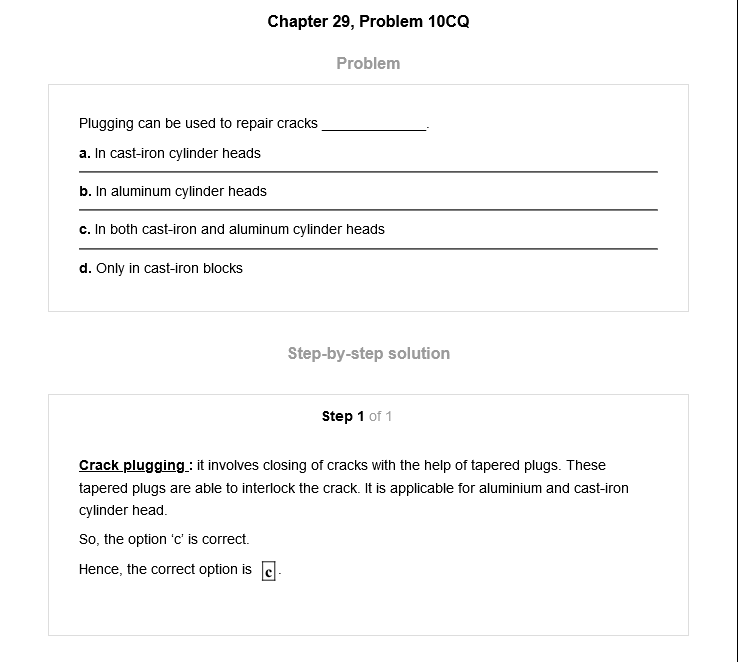 Chapter 29, Problem 10CQ
Problem
Plugging can be used to repair cracks _____________.
a. In cast-iron cylinder heads
b. In aluminum cylinder heads
c. In both cast-iron and aluminum cylinder heads
d. Only in cast-iron blocks
Step-by-step solution
Step 1 of 1
Crack plugging : it involves closing of cracks with the help of tapered plugs. These
tapered plugs are able to interlock the crack. It is applicable for aluminium and cast-iron
cylinder head.
So, the option ‘c’ is correct.
Hence, the correct option is c .